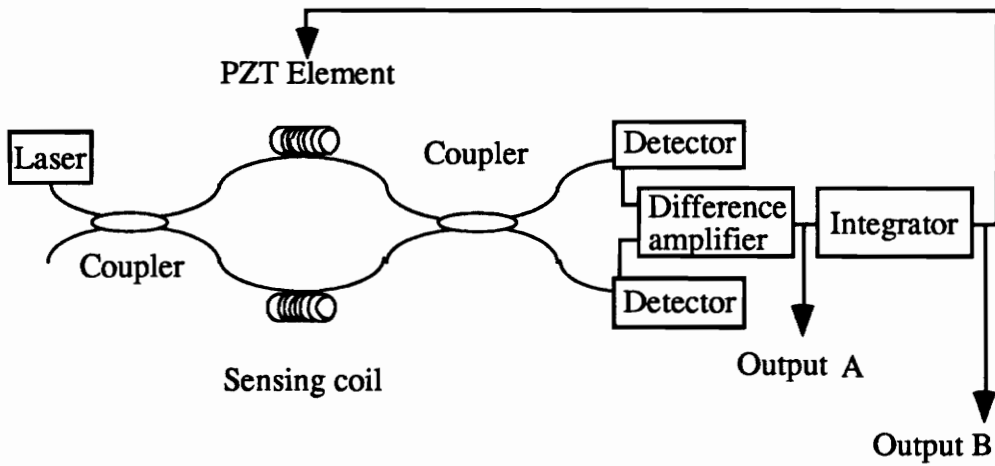 PZT Element
Laser
Coupler
Detector
Difference
amplifier
Integrator
Coupler
Detector
Output A
Sensing coil
Output B